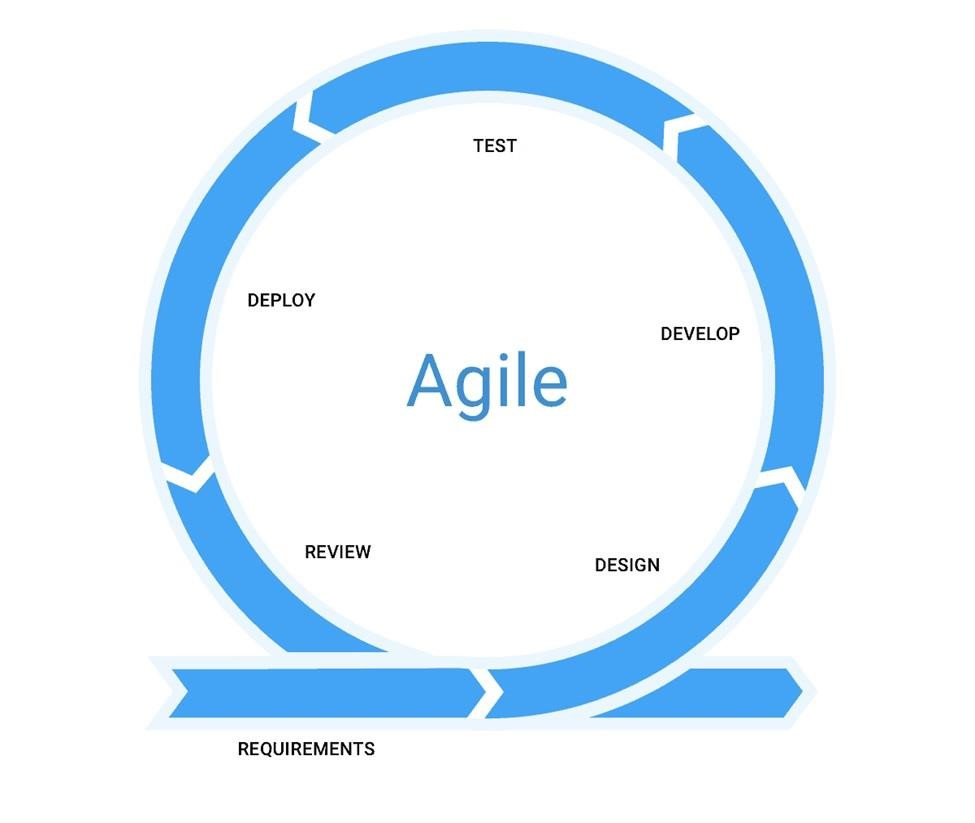 TEST
DEPLOY
DEVELOP
Agile
REVIEW
DESIGN
REQUIREMENTS